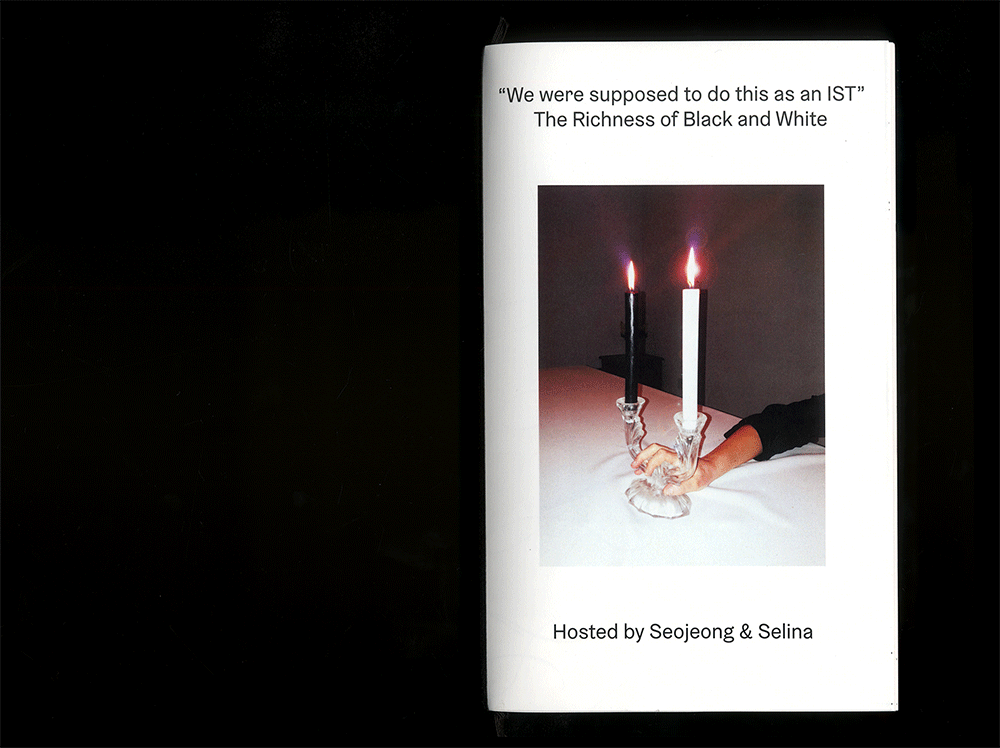 “We were supposed to do this as an IST”
The Richness of Black and White
Hosted by Seojeong & Selina